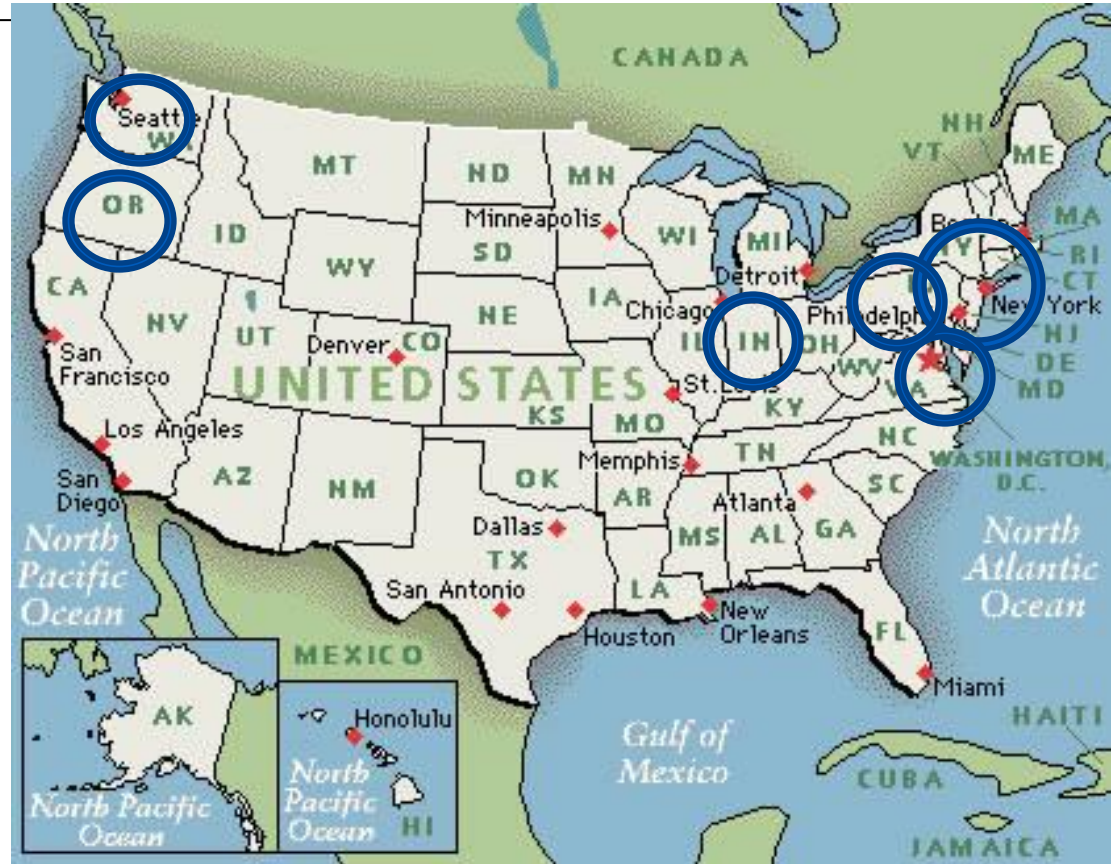 CANADA
NH
VT
ME
Seattle
MT
ND
MN
OR
Minneapolis
MA
ID
WI
MI
RI
SD
WY
Detroit
CT
CA
IA
Chicago
New York
NV
NE
NJ
UT
Denver
CO
IL
IN
OH
DE
San
Francisco
WV
MD
UNITED STATES
St. Louis
VA
KS
MO
KY
Los Angeles
NC
Memphis
TN
WASHINGTON,
D.C.
San
Diego
AZ
NM
OK
AR
SC
Atlanta
Dallas
MS
AL
GA
North
Pacific
Ocean
TX
North
Atlantic
Ocean
San Antonio
LA
New
Orleans
Houston
FL
MEXICO
Miami
AK
Honolulu
HAITI
Gulf of
Mexico
North
Pacific
Ocean
CUBA
North Pacific
Ocean
HI
JAMAICA